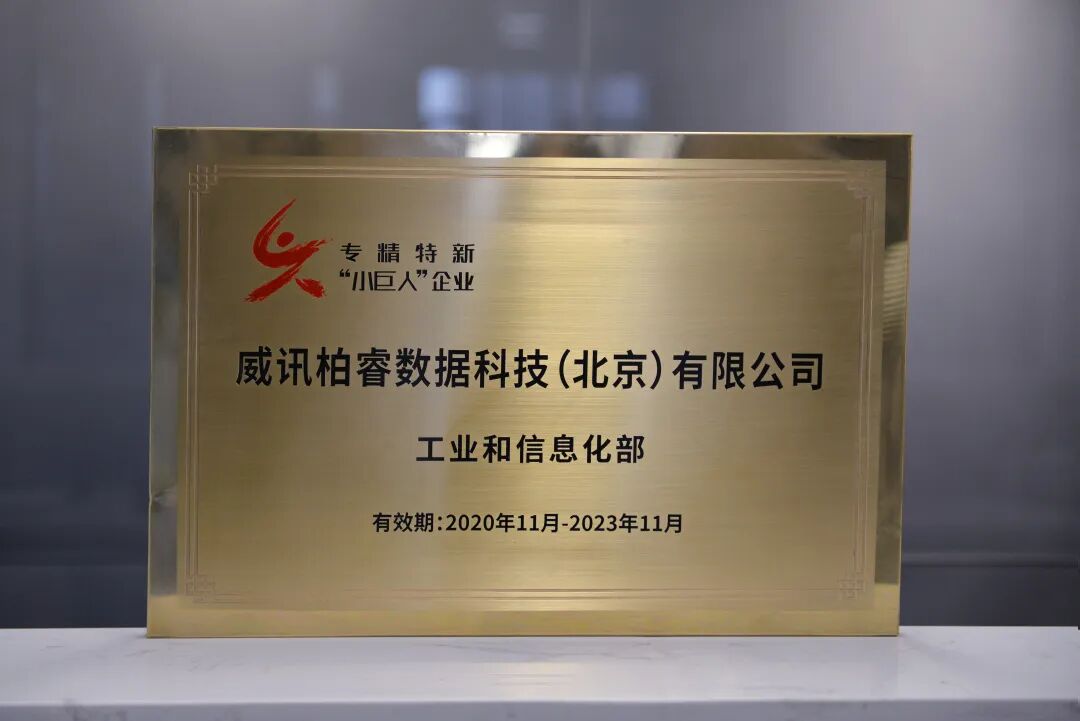 专精特新
“小巨人”企业
威讯柏睿数据科技(北京)有限公司
工业和信息化部
有效期:2020年11月-2023年11月